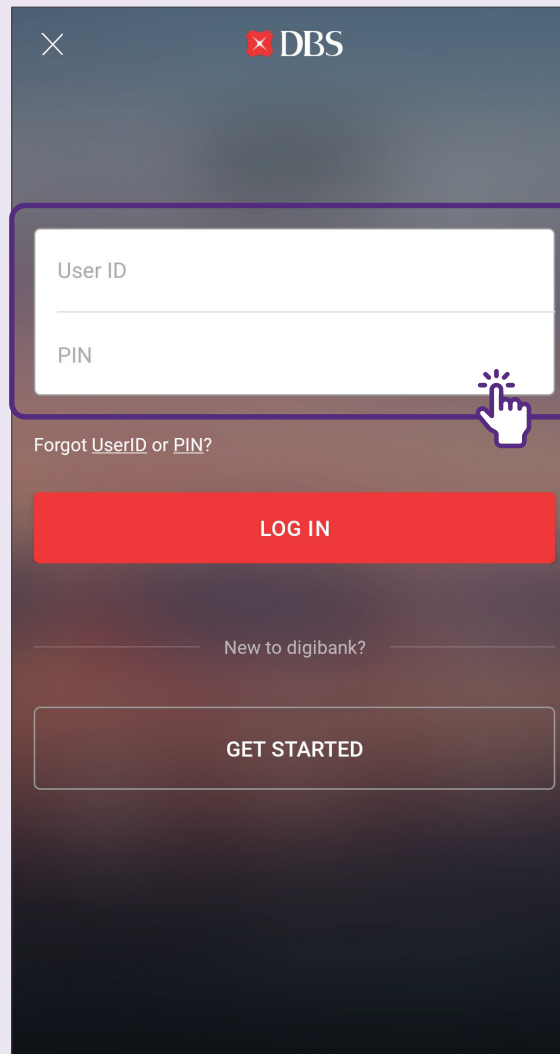 DBS
User ID
PIN
Forgot UserID or PIN?
LOG IN
New to digibank?
GET STARTED